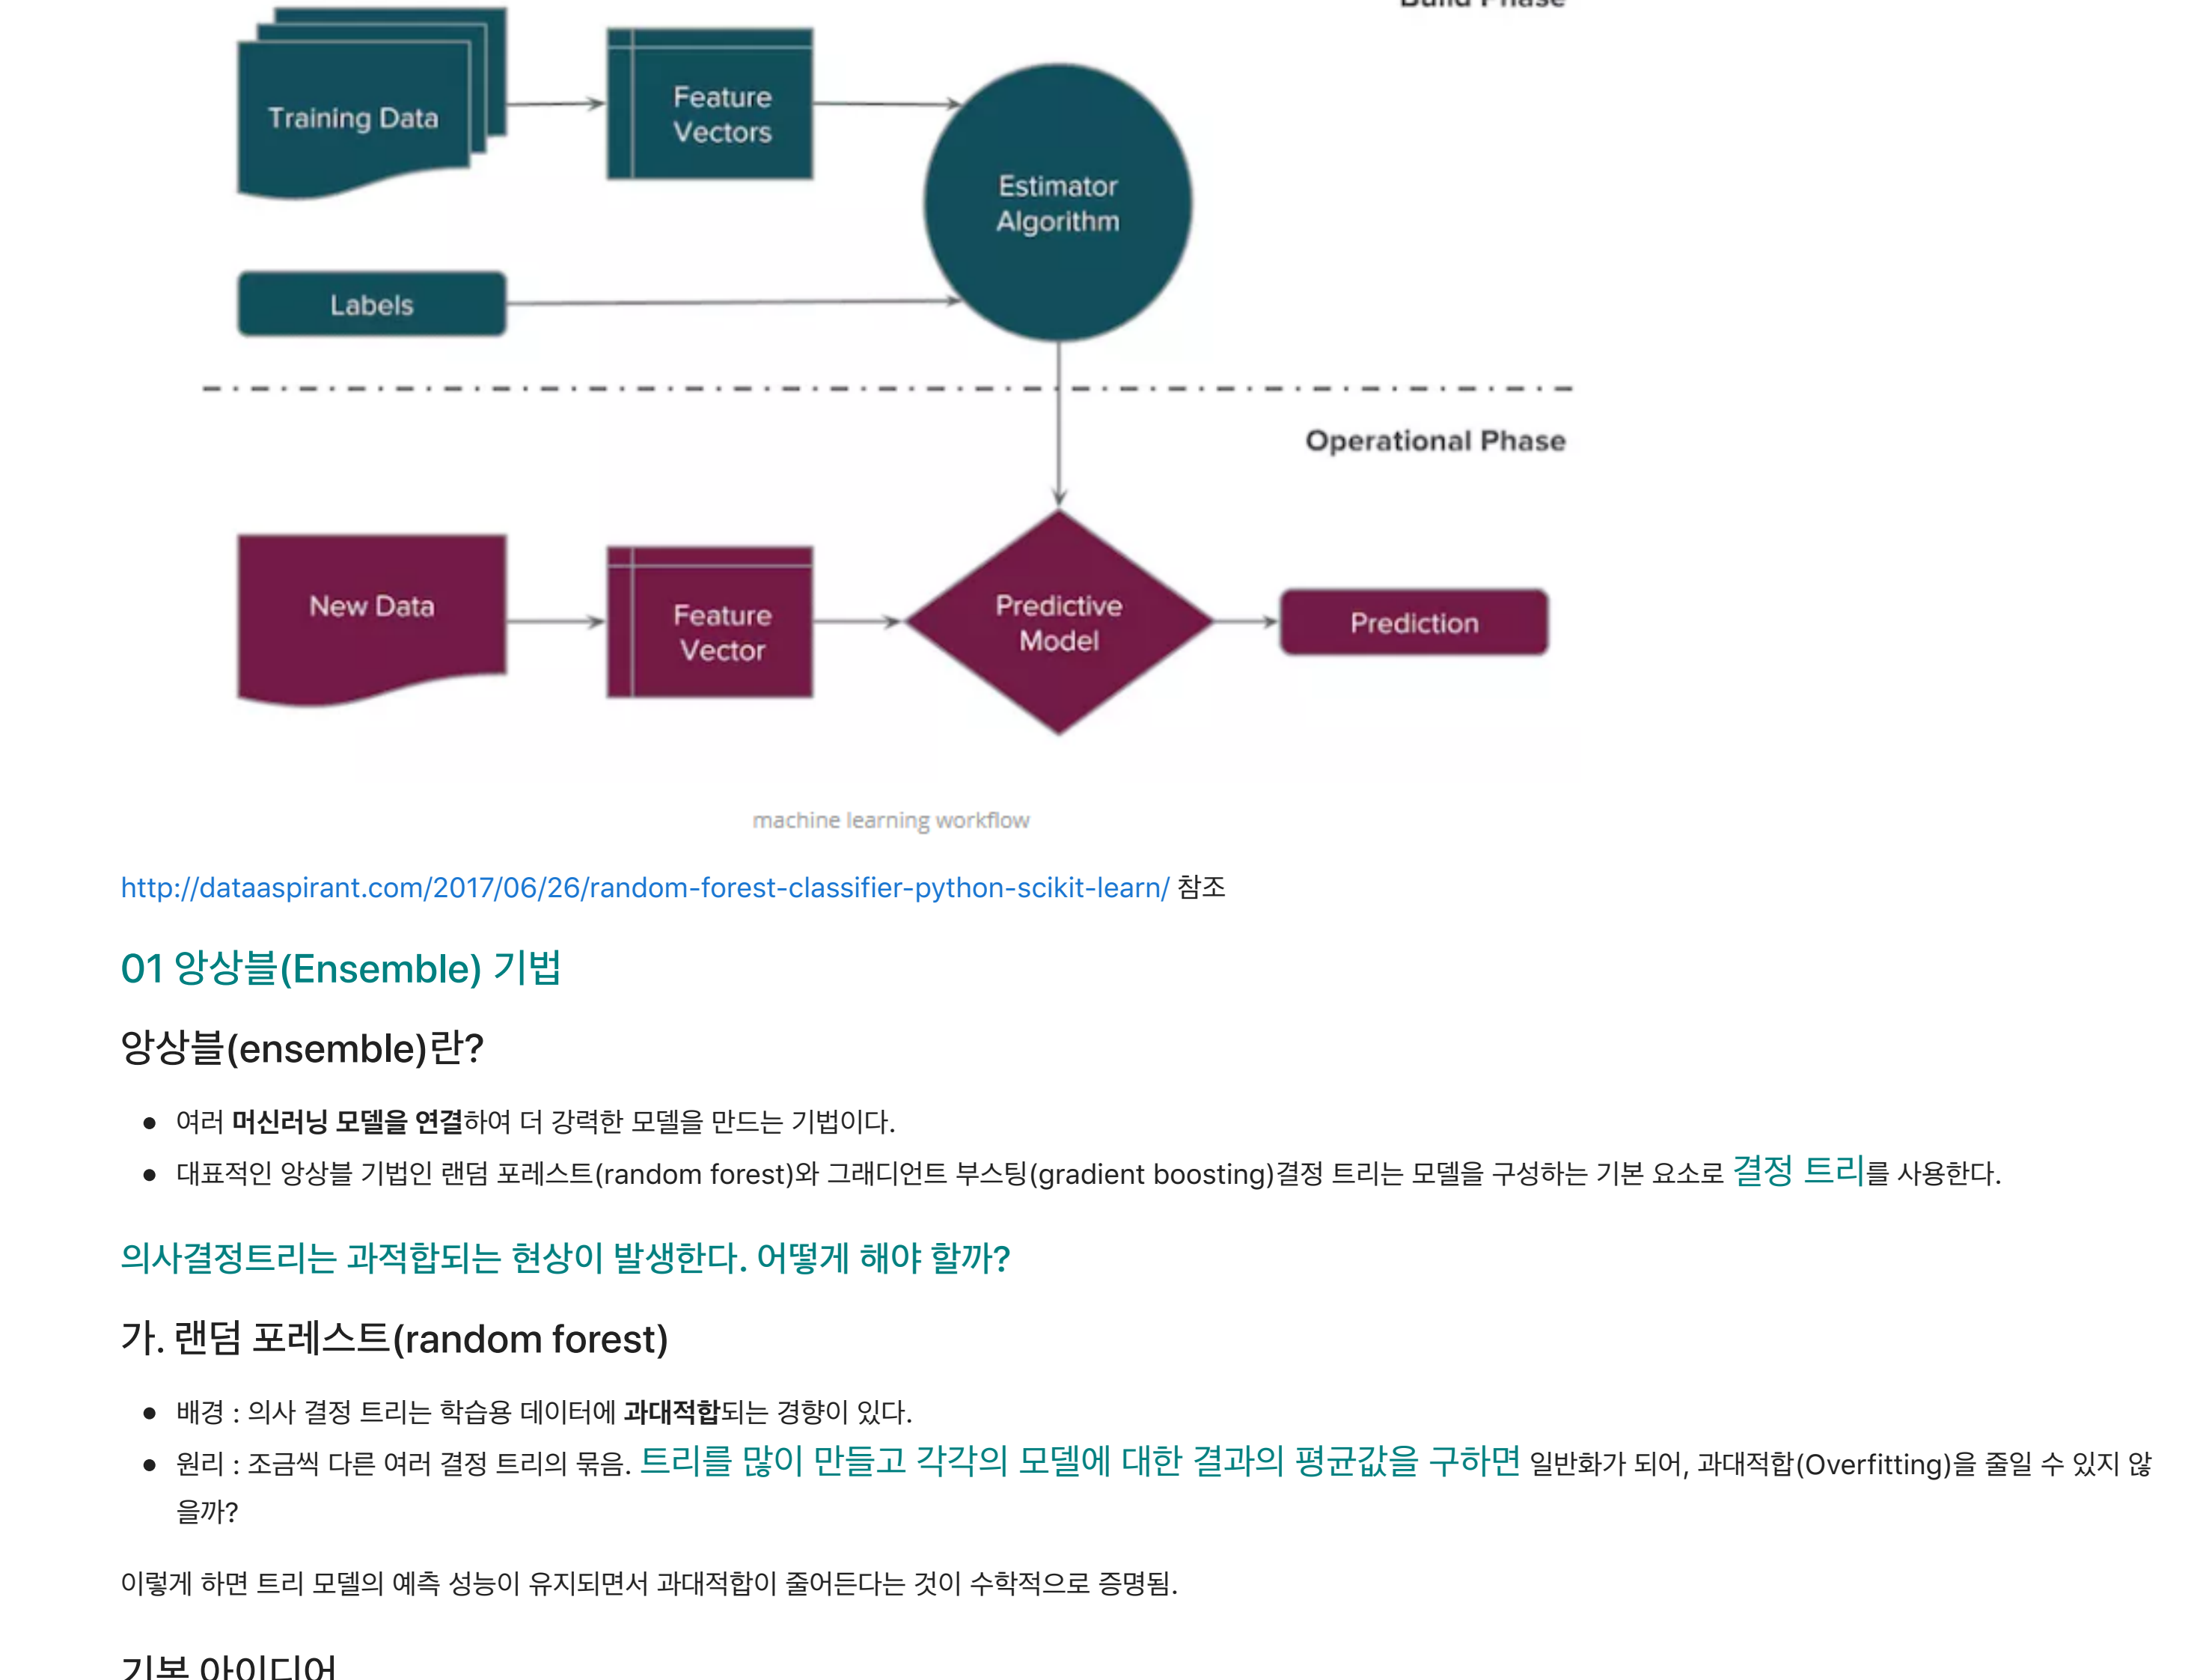 Build Phase
Training Data
Feature
Vectors
Estimator
Algorithm
Labels
Operational Phase
New Data
Feature
Vector
Predictive
Model
Prediction
machine learning workflow
http://dataaspirant.com/2017/06/26/random-forest-classifier-python-scikit-learn/ 참조
01 앙상블(Ensemble) 기법
앙상블(ensemble)란?
● 여러 머신러닝 모델을 연결하여 더 강력한 모델을 만드는 기법이다.
● 대표적인 앙상블 기법인 랜덤 포레스트(random forest)와 그래디언트 부스팅(gradient boosting)결정 트리는 모델을 구성하는 기본 요소로 결정 트리를 사용한다.
의사결정트리는 과적합되는 현상이 발생한다. 어떻게 해야 할까?
가. 랜덤 포레스트(random forest)
● 배경 : 의사 결정 트리는 학습용 데이터에 과대적합되는 경향이 있다.
● 원리 : 조금씩 다른 여러 결정 트리의 묶음. 트리를 많이 만들고 각각의 모델에 대한 결과의 평균값을 구하면 일반화가 되어, 과대적합(Overfitting)을 줄일 수 있지 않
을까?
이렇게 하면 트리 모델의 예측 성능이 유지되면서 과대적합이 줄어든다는 것이 수학적으로 증명됨.
기본 아이디어